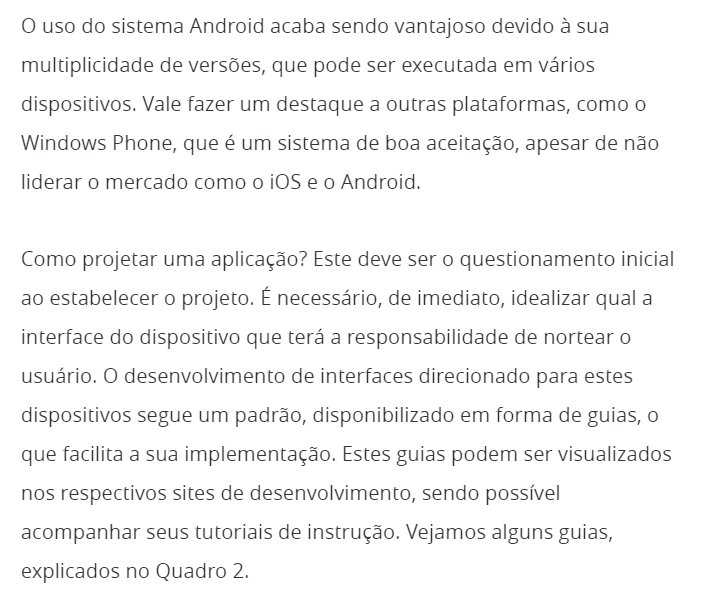 O uso do sistema Android acaba sendo vantajoso devido à sua
multiplicidade de versões, que pode ser executada em vários
dispositivos. Vale fazer um destaque a outras plataformas, como o
Windows Phone, que é um sistema de boa aceitação, apesar de não
liderar o mercado como o iOS e o Android.
Como projetar uma aplicação? Este deve ser o questionamento inicial
ao estabelecer o projeto. É necessário, de imediato, idealizar qual a
interface do dispositivo que terá a responsabilidade de nortear o
usuário. O desenvolvimento de interfaces direcionado para estes
dispositivos segue um padrão, disponibilizado em forma de guias, o
que facilita a sua implementação. Estes guias podem ser visualizados
nos respectivos sites de desenvolvimento, sendo possível
acompanhar seus tutoriais de instrução. Vejamos alguns guias,
explicados no Quadro 2.